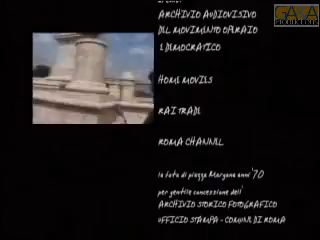 GAVA
ARCHIVIO AUDIOVISIVO
DEL MOVIMENTO OPERAIO
E DEMOCRATICO
HOME MOVIES
RAI TRADE
ROMA CHANNEL
la foto di piazza Margana anni '70
per gentile concessione dell'
ARCHIVIO STORICO FOTOGRAFICO
UFFICIO STAMPA - COMUNE DI ROMA